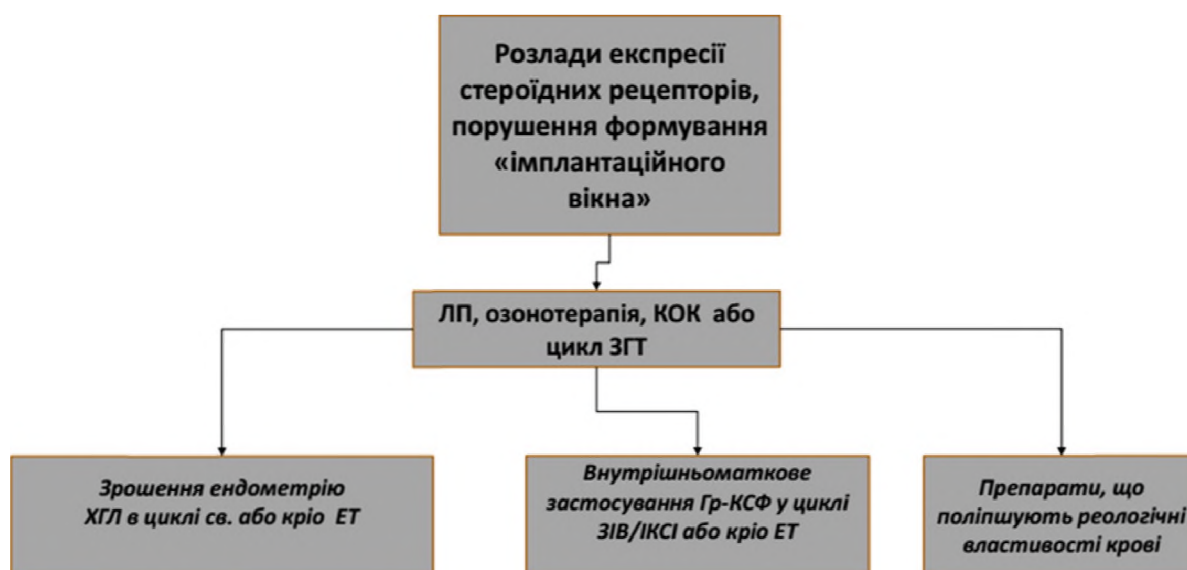 Розлади експресії
стероїдних рецепторів,
порушення формування
«імплантаційного
вікна»
ЛП, озонотерапія, КОК або
цикл ЗГТ
Зрошення ендометрію
ХГЛ в циклі св. або кріо ЕТ
Внутрішньоматкове
застосування Гр-КСФ у циклі
ЗІВ/ІКСІ або кріо ЕТ
Препарати, що
поліпшують реологічні
властивості крові